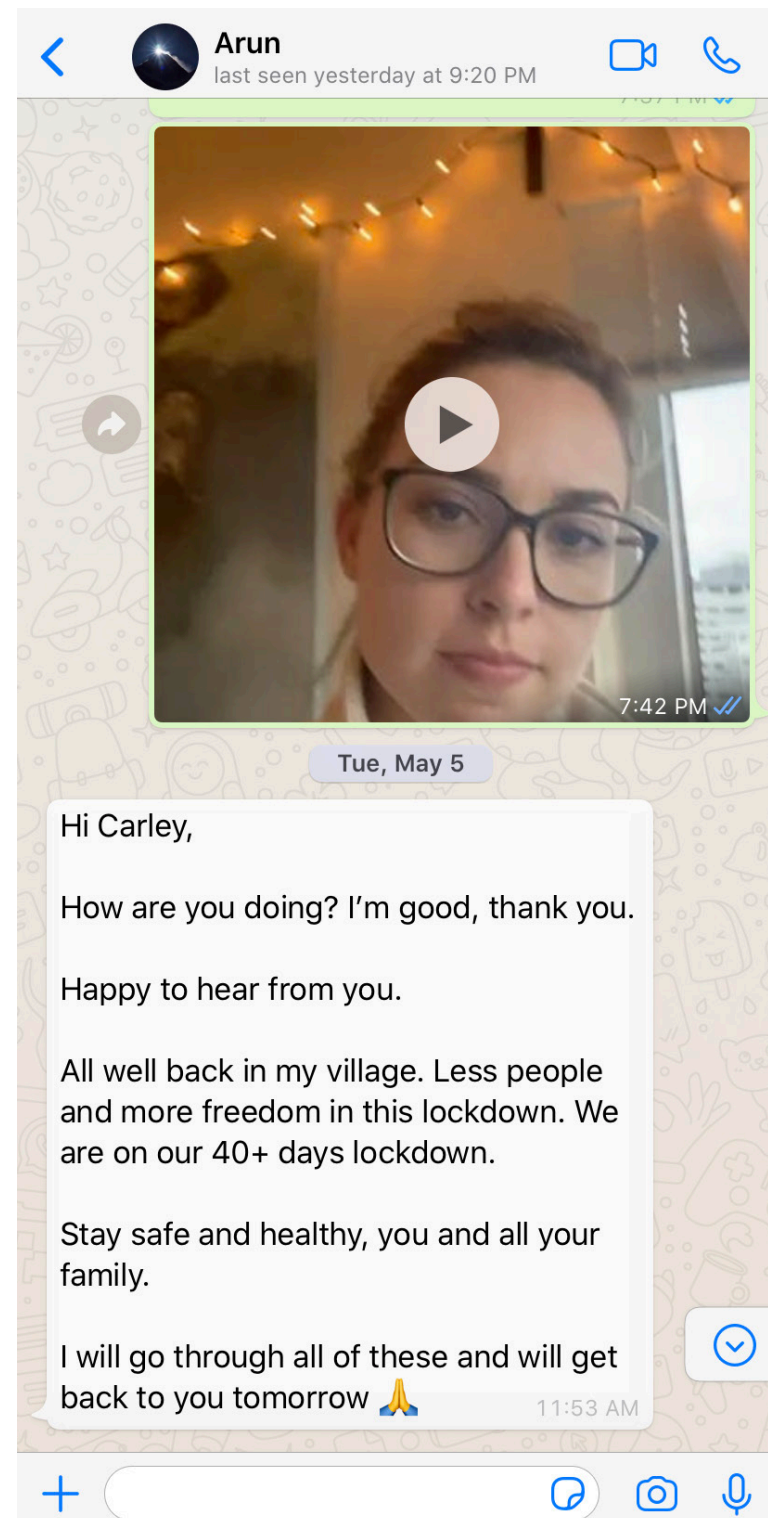 Arun
last seen yesterday at 9:20 PM
7:42 PM
Tue, May 5
Hi Carley,
How are you doing? I'm good, thank you.
Happy to hear from you.
All well back in my village. Less people
and more freedom in this lockdown. We
are on our 40+ days lockdown.
Stay safe and healthy, you and all your
family.
I will go through all of these and will get
back to you tomorrow 🙏
11:53 AM